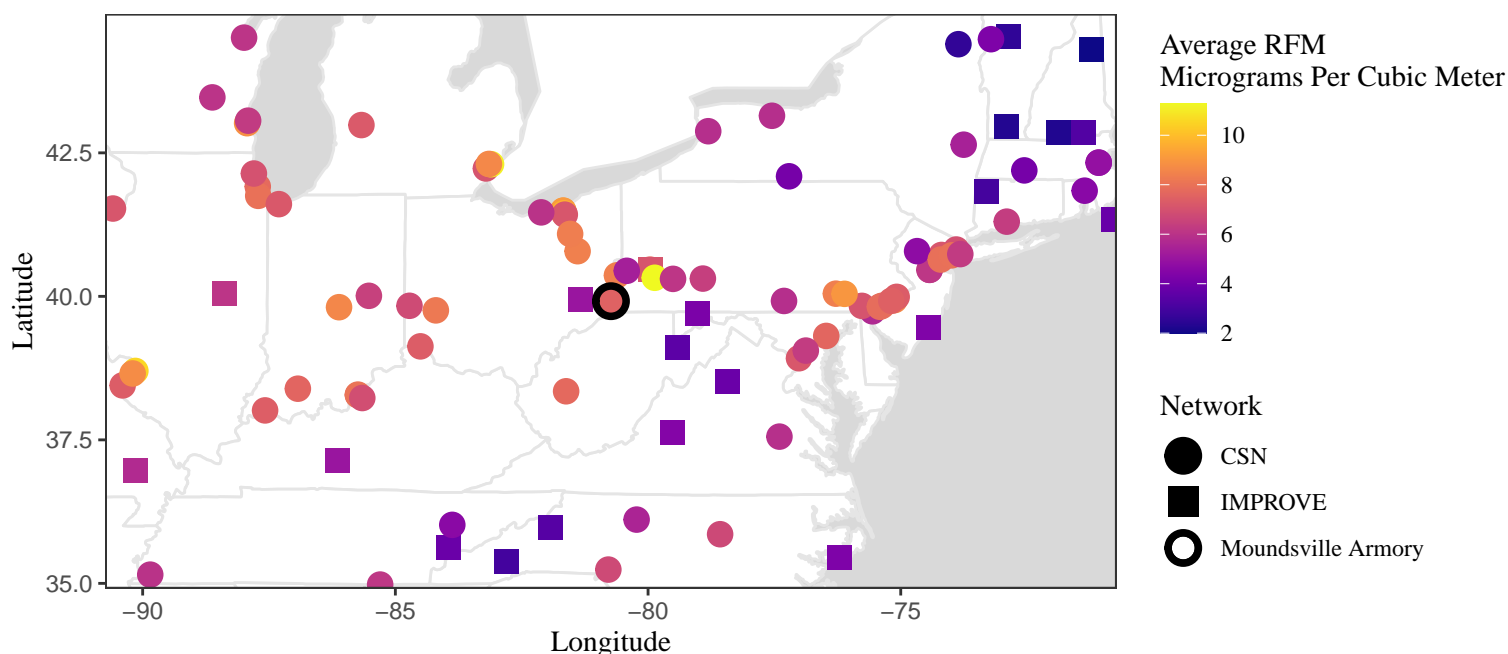 Average RFM
Micrograms Per Cubic Meter
10
8
6
4
2
Network
CSN
IMPROVE
Moundsville Armory
Latitude
42.5
40.0
37.5
35.0
−90
−85
−80
−75
Longitude